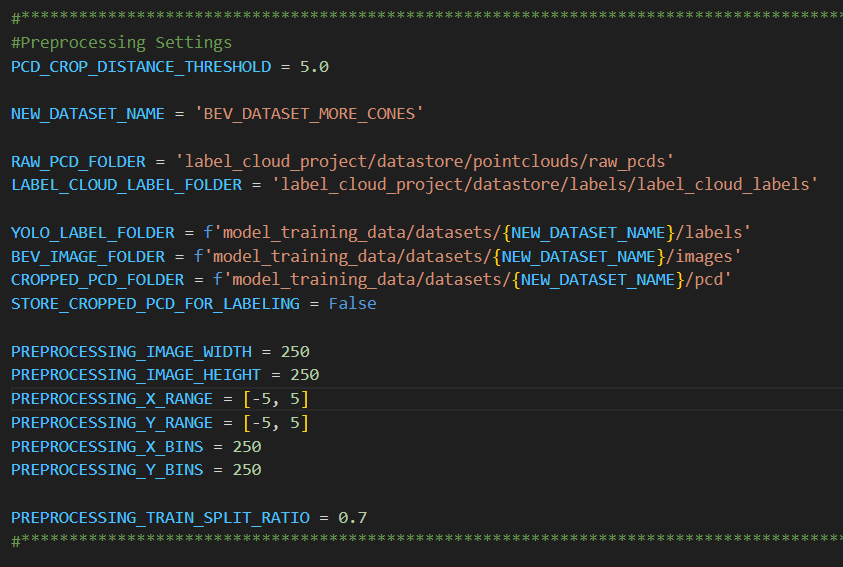 #*************************************************************************************
#Preprocessing Settings
PCD_CROP_DISTANCE_THRESHOLD = 5.0
NEW_DATASET_NAME = 'BEV_DATASET_MORE_CONES'
RAW_PCD_FOLDER = 'label_cloud_project/datastore/pointclouds/raw_pcds'
LABEL_CLOUD_LABEL_FOLDER = 'label_cloud_project/datastore/labels/label_cloud_labels'
YOLO_LABEL_FOLDER = f'model_training_data/datasets/{NEW_DATASET_NAME}/labels'
BEV_IMAGE_FOLDER = f'model_training_data/datasets/{NEW_DATASET_NAME}/images'
CROPPED_PCD_FOLDER = f'model_training_data/datasets/{NEW_DATASET_NAME}/pcd'
STORE_CROPPED_PCD_FOR_LABELING = False
PREPROCESSING_IMAGE_WIDTH = 250
PREPROCESSING_IMAGE_HEIGHT = 250
PREPROCESSING_X_RANGE = [-5, 5]
PREPROCESSING_Y_RANGE = [-5, 5]
PREPROCESSING_X_BINS = 250
PREPROCESSING_Y_BINS = 250
PREPROCESSING_TRAIN_SPLIT_RATIO = 0.7
#*************************************************************************************